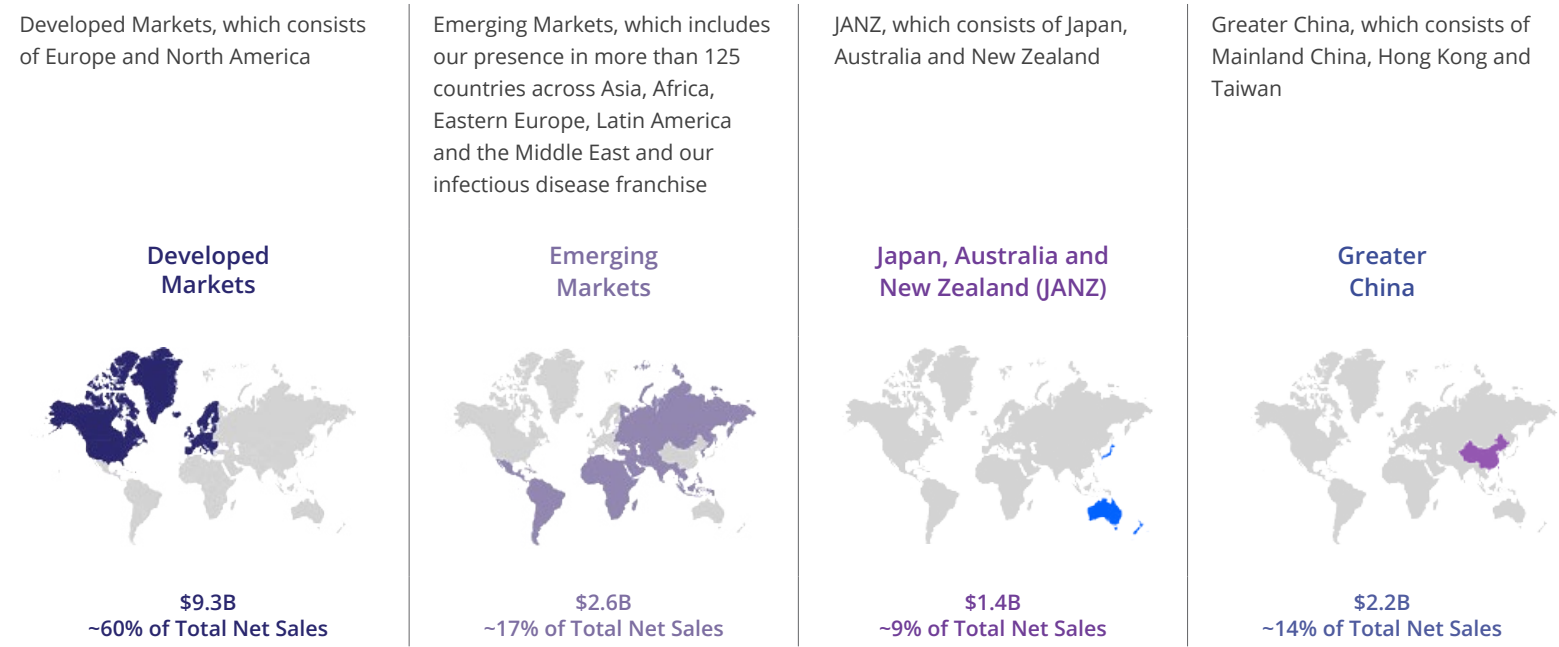 Developed Markets, which consists
of Europe and North America
Emerging Markets, which includes
our presence in more than 125
countries across Asia, Africa,
Eastern Europe, Latin America
and the Middle East and our
infectious disease franchise
JANZ, which consists of Japan,
Australia and New Zealand
Greater China, which consists of
Mainland China, Hong Kong and
Taiwan
Developed
Markets
Emerging
Markets
Japan, Australia and
New Zealand (JANZ)
Greater
China
$9.3B
~60% of Total Net Sales
$2.6B
~17% of Total Net Sales
$1.4B
~9% of Total Net Sales
$2.2B
~14% of Total Net Sales